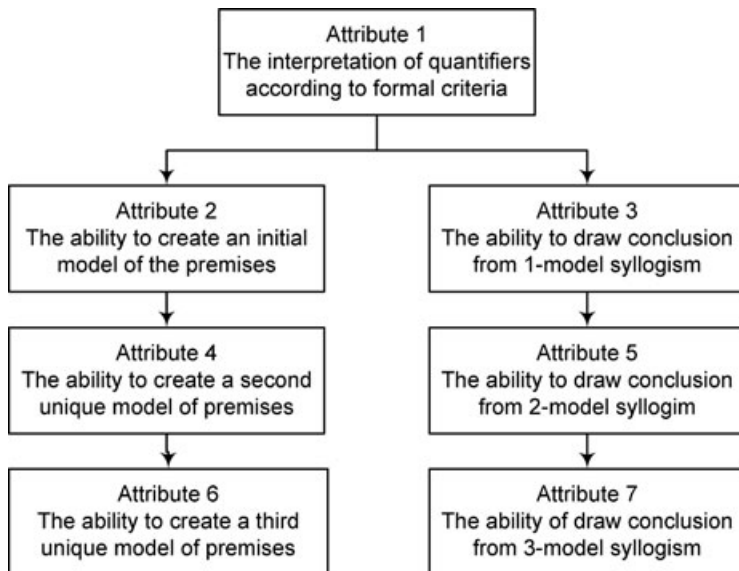 Attribute 1
The interpretation of quantifiers
according to formal criteria
Attribute 2
The ability to create an initial
model of the premises
Attribute 3
The ability to draw conclusion
from 1-model syllogism
Attribute 4
The ability to create a second
unique model of premises
Attribute 5
The ability to draw conclusion
from 2-model syllogim
Attribute 6
The ability to create a third
unique model of premises
Attribute 7
The ability of draw conclusion
from 3-model syllogism